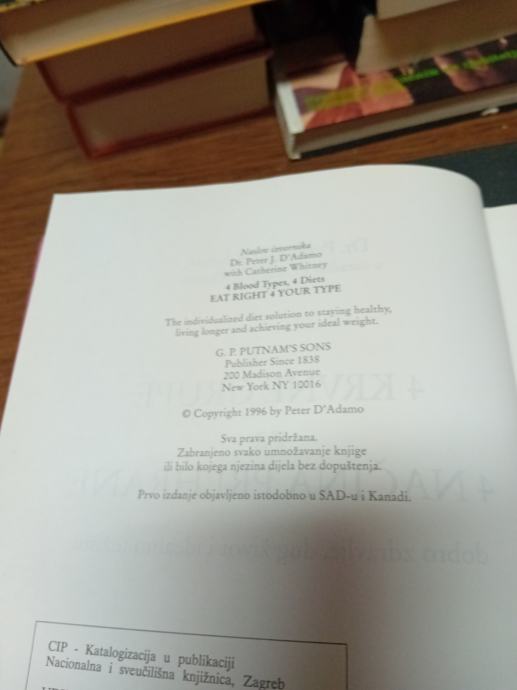 Naslov izvornika
Dr. Peter J. D'Adamo
with Catherine Whitney
4 Blood Types, 4 Diets
EAT RIGHT 4 YOUR TYPE
The individualized diet solution to staying healthy,
living longer and achieving your ideal weight.
G. P. PUTNAM'S SONS
Publisher Since 1838
200 Madison Avenue
New York NY 10016
© Copyright 1996 by Peter D'Adamo
Sva prava pridržana.
Zabranjeno svako umnožavanje knjige
ili bilo kojega njezina dijela bez dopuštenja.
Prvo izdanje objavljeno istodobno u SAD-u i Kanadi.
CIP - Katalogizacija u publikaciji
Nacionalna i sveučilišna knjižnica, Zagreb